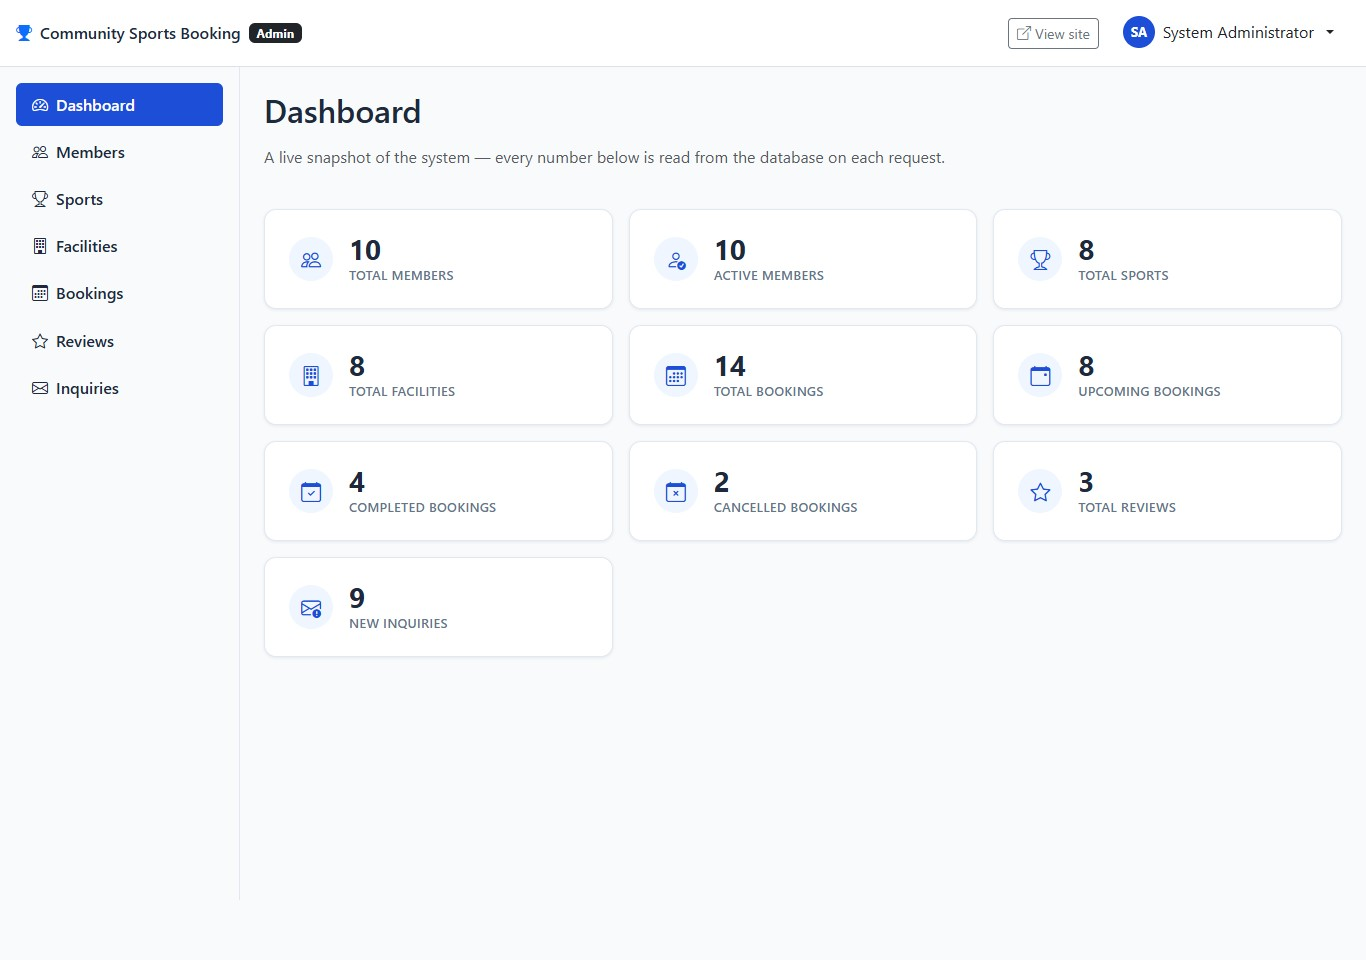 Community Sports Booking Admin
View site
SA System Administrator
Dashboard
Members
Sports
Facilities
Bookings
Reviews
Inquiries
Dashboard
A live snapshot of the system — every number below is read from the database on each request.
10
TOTAL MEMBERS
10
ACTIVE MEMBERS
8
TOTAL SPORTS
8
TOTAL FACILITIES
14
TOTAL BOOKINGS
8
UPCOMING BOOKINGS
4
COMPLETED BOOKINGS
2
CANCELLED BOOKINGS
3
TOTAL REVIEWS
9
NEW INQUIRIES